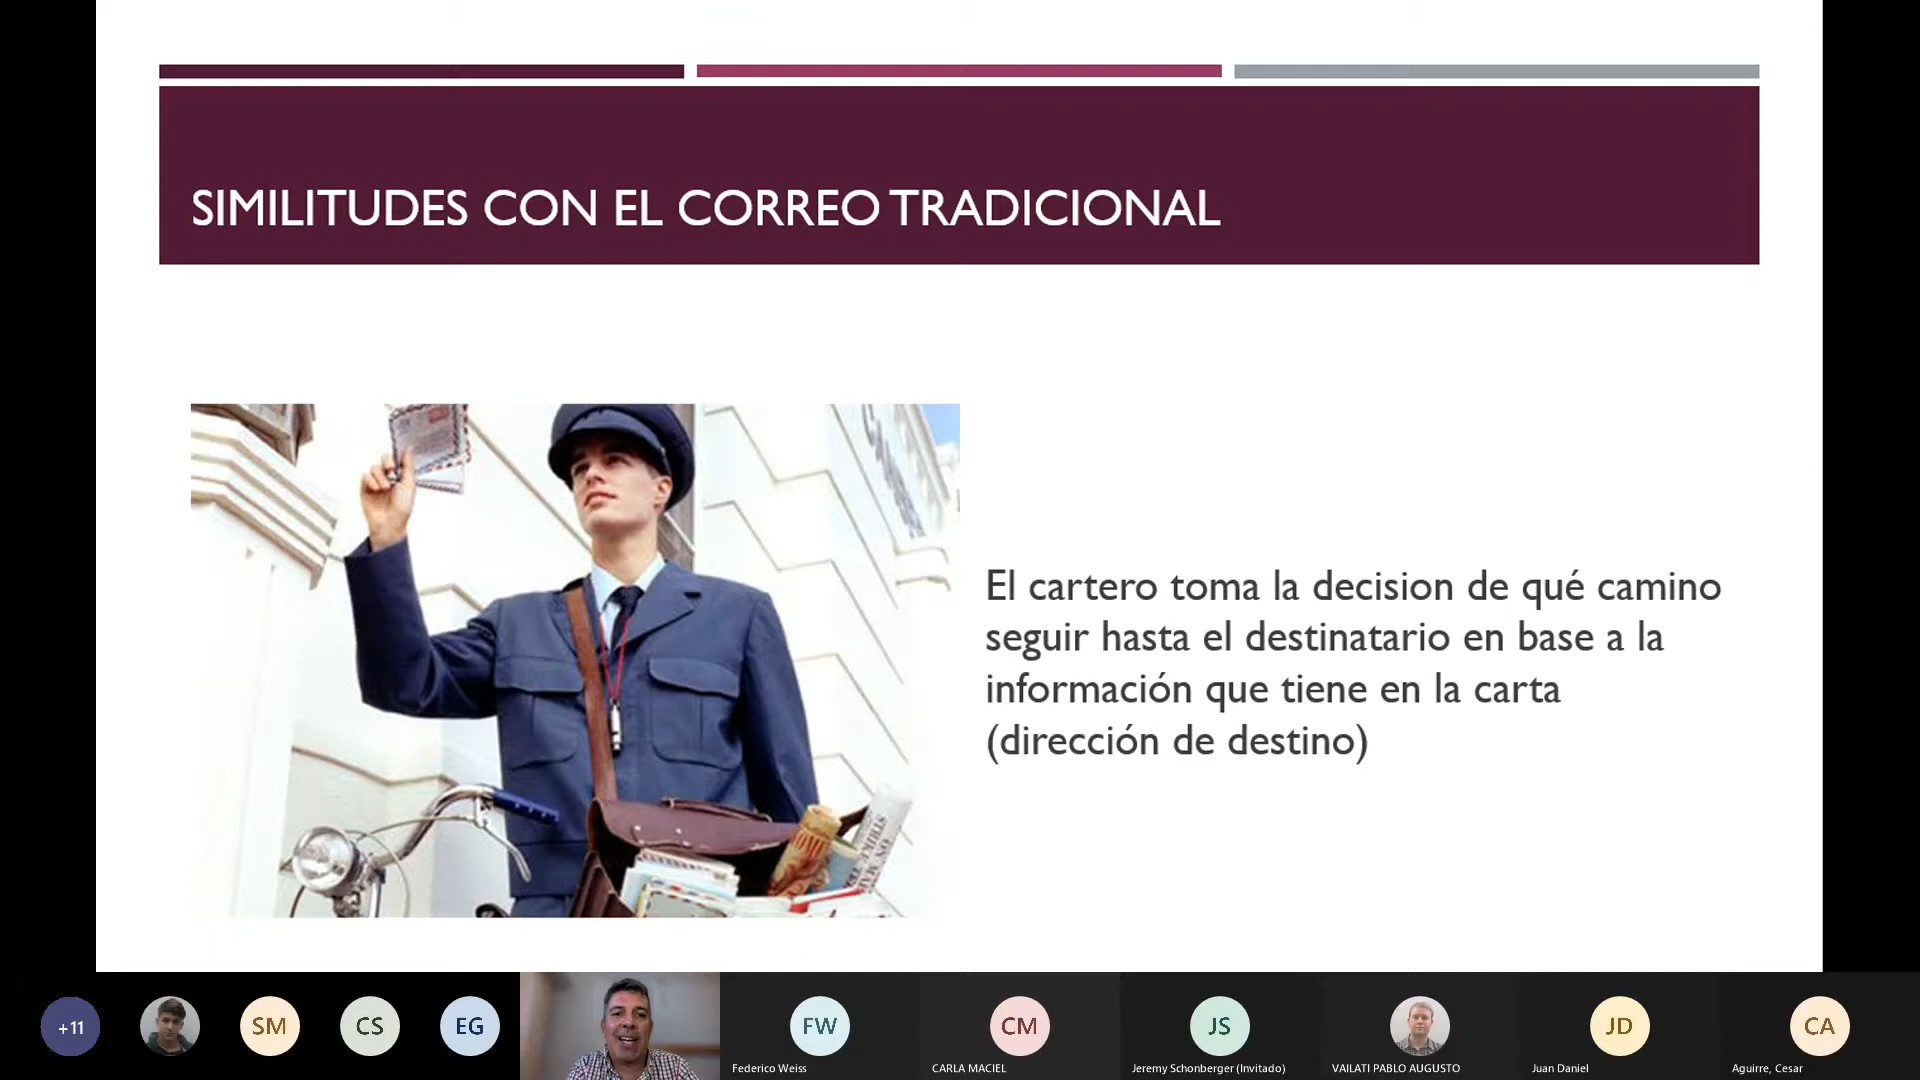 SIMILITUDES CON EL CORREO TRADICIONAL
El cartero toma la decision de qué camino
seguir hasta el destinatario en base a la
información que tiene en la carta
(dirección de destino)
+11
SM
CS
EG
FW
CM
JS
JD
CA
Federico Weiss
CARLA MACIEL
Jeremy Schonberger (Invitado)
VAILATI PABLO AUGUSTO
Juan Daniel
Aguirre, Cesar